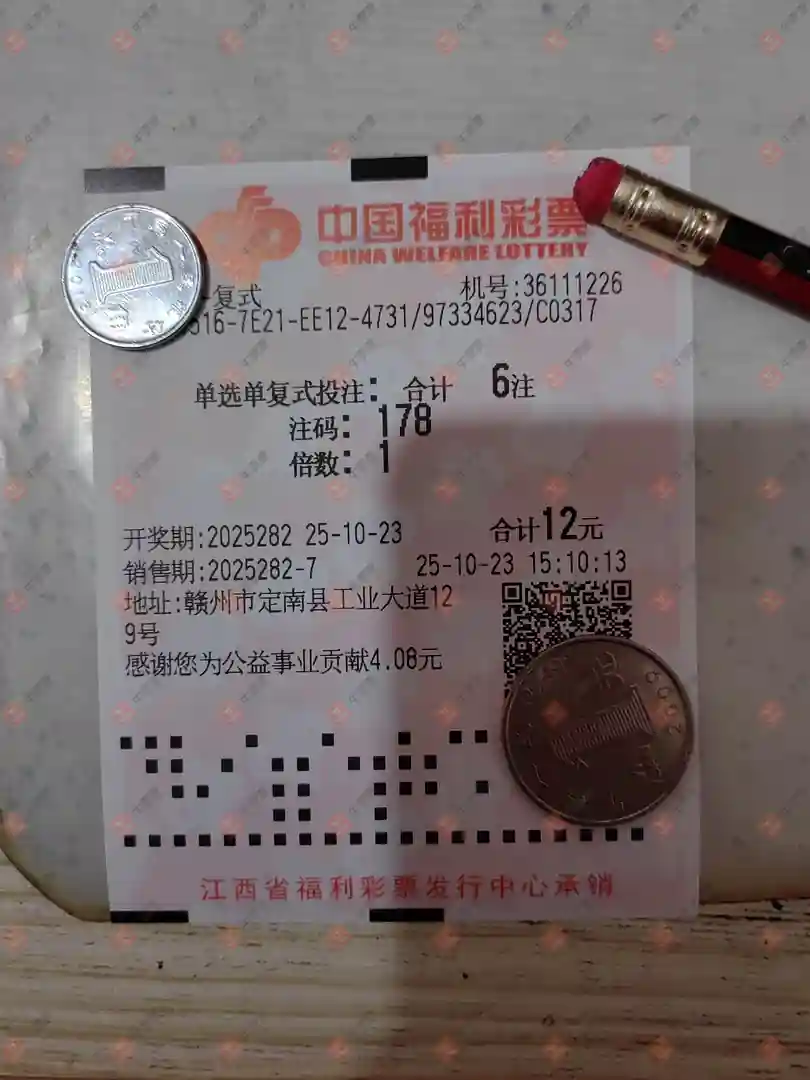 中国福利彩票
CHINA WELFARE LOTTERY
复式 机号:36111226
516-7E21-EE12-4731/97334623/C0317
单选单复式投注: 合计 6注
注码: 178
倍数: 1
开奖期:2025282 25-10-23 合计12元
销售期:2025282-7 25-10-23 15:10:13
地址:赣州市定南县工业大道12
9号
感谢您为公益事业贡献4.08元
江西省福利彩票发行中心承销